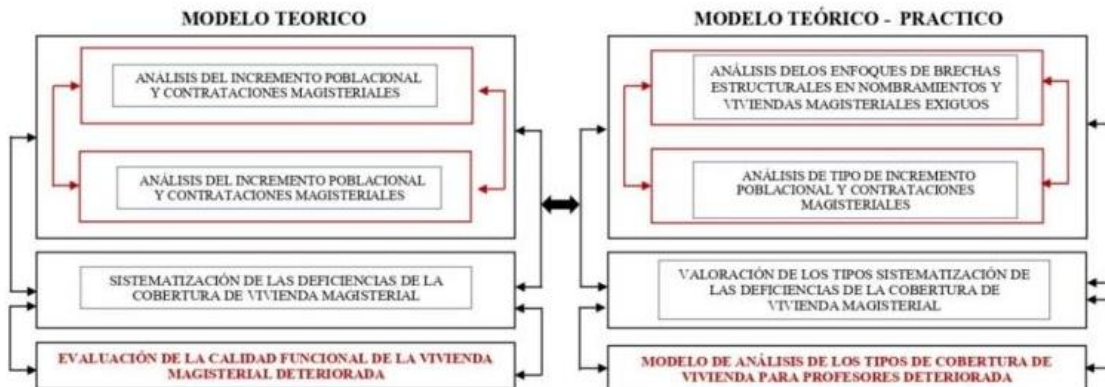 MODELO TEORICO
ANÁLISIS DEL INCREMENTO POBLACIONAL
Y CONTRATACIONES MAGISTERIALES
ANÁLISIS DEL INCREMENTO POBLACIONAL
Y CONTRATACIONES MAGISTERIALES
SISTEMATIZACIÓN DE LAS DEFICIENCIAS DE LA
COBERTURA DE VIVIENDA MAGISTERIAL
EVALUACIÓN DE LA CALIDAD FUNCIONAL DE LA VIVIENDA
MAGISTERIAL DETERIORADA
MODELO TEÓRICO - PRACTICO
ANÁLISIS DELOS ENFOQUES DE BRECHAS
ESTRUCTURALES EN NOMBRAMIENTOS Y
VIVIENDAS MAGISTERIALES EXIGUOS
ANÁLISIS DE TIPO DE INCREMENTO
POBLACIONAL Y CONTRATACIONES
MAGISTERIALES
VALORACIÓN DE LOS TIPOS SISTEMATIZACIÓN DE
LAS DEFICIENCIAS DE LA COBERTURA DE
VIVIENDA MAGISTERIAL
MODELO DE ANÁLISIS DE LOS TIPOS DE COBERTURA DE
VIVIENDA PARA PROFESORES DETERIORADA